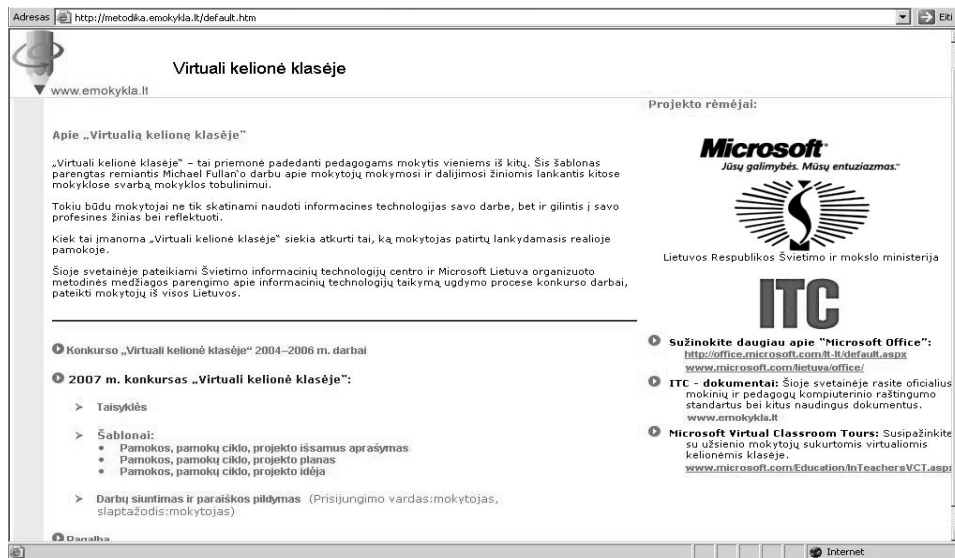 Adresas http://metodika.emokykla.lt/default.htm Eiti
Virtuali kelionė klasėje
www.emokykla.lt
Apie „Virtualią kelionę klasėje"
„Virtuali kelionė klasėje" – tai priemonė padedanti pedagogams mokytis vieniems iš kitų. Šis šablonas
parengtas remiantis Michael Fullan'o darbu apie mokytojų mokymosi ir dalijimosi žiniomis lankantis kitose
mokyklose svarbą mokyklos tobulinimui.
Tokiu būdu mokytojai ne tik skatinami naudoti informacines technologijas savo darbe, bet ir gilintis į savo
profesines žinias bei reflektuoti.
Kiek tai įmanoma „Virtuali kelionė klasėje" siekia atkurti tai, ką mokytojas patirtų lankydamasis realioje
pamokoje.
Šioje svetainėje pateikiami Švietimo informacinių technologijų centro ir Microsoft Lietuva organizuoto
metodinės medžiagos parengimo apie informacinių technologijų taikymą ugdymo procese konkurso darbai,
pateikti mokytojų iš visos Lietuvos.
Konkurso „Virtuali kelionė klasėje“ 2004–2006 m. darbai
2007 m. konkursas „Virtuali kelionė klasėje":
Taisyklės
Šablonai:
Pamokos, pamokų ciklo, projekto išsamus aprašymas
Pamokos, pamokų ciklo, projekto planas
Pamokos, pamokų ciklo, projekto idėja
Darbų siuntimas ir paraiškos pildymas (Prisijungimo vardas:mokytojas,
slaptažodis:mokytojas)
Pagalba
Projekto rėmėjai:
Microsoft
Jūsų galimybės. Mūsų entuziazmas.™
Lietuvos Respublikos Švietimo ir mokslo ministerija
ITC
Sužinokite daugiau apie "Microsoft Office":
http://office.microsoft.com/lt-lt/default.aspx
www.microsoft.com/lietuva/office/
ITC - dokumentai: Šioje svetainėje rasite oficialius
mokinių ir pedagogų kompiuterinio raštingumo
standartus bei kitus naudingus dokumentus.
www.emokykla.lt
Microsoft Virtual Classroom Tours: Susipažinkite
su užsienio mokytojų sukurtomis virtualiomis
kelionėmis klasėje.
www.microsoft.com/Education/InTeachersVCT.asp
Internet